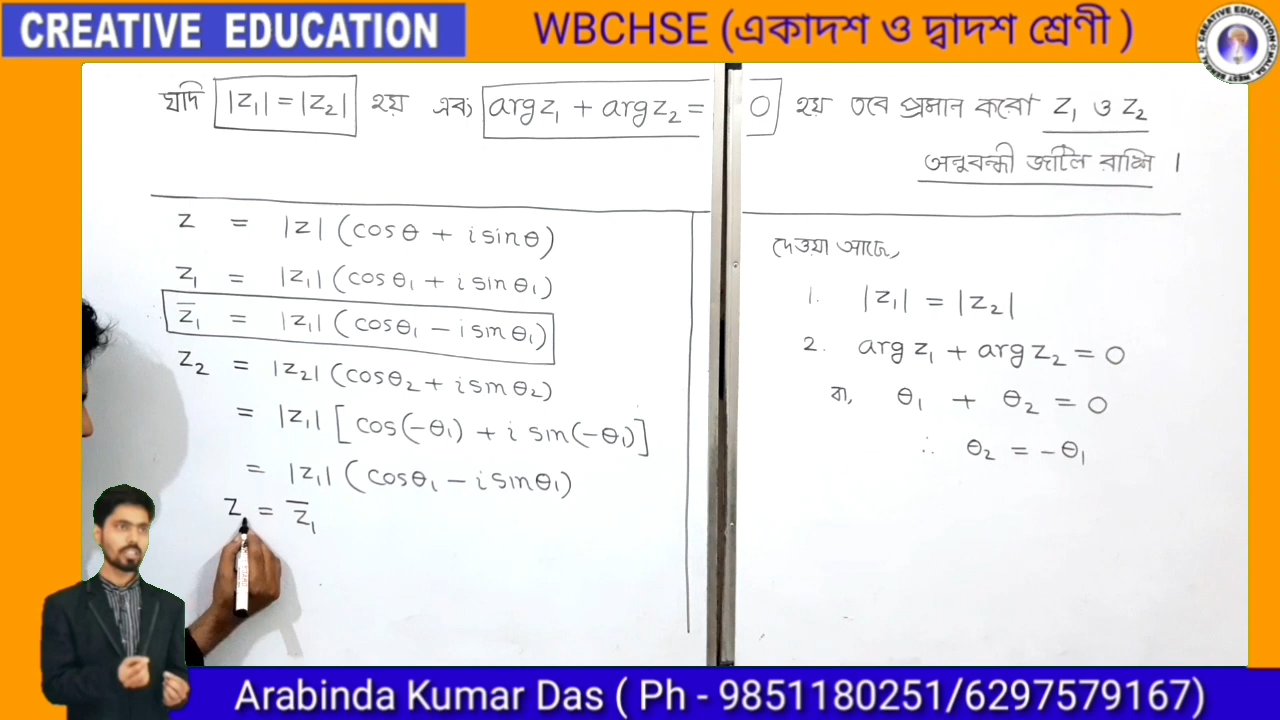 CREATIVE EDUCATION
WBCHSE (একাদশ ও দ্বাদশ শ্রেণী )
যদি |z₁| = |z₂| হয় এবং arg z₁ + arg z₂ = 0 হয় তবে প্রমান করো z₁ ও z₂
অনুবন্ধী জটিল রাশি ।
z = |z| (cosθ + i sinθ)
z₁ = |z₁| (cosθ₁ + i sinθ₁)
z̄₁ = |z₁| (cosθ₁ − i sinθ₁)
z₂ = |z₂| (cosθ₂ + i sinθ₂)
= |z₁| [cos(−θ₁) + i sin(−θ₁)]
= |z₁| (cosθ₁ − i sinθ₁)
z = z̄₁
দেওয়া আছে,
1. |z₁| = |z₂|
2. arg z₁ + arg z₂ = 0
বা, θ₁ + θ₂ = 0
∴ θ₂ = −θ₁
Arabinda Kumar Das ( Ph - 9851180251/6297579167)